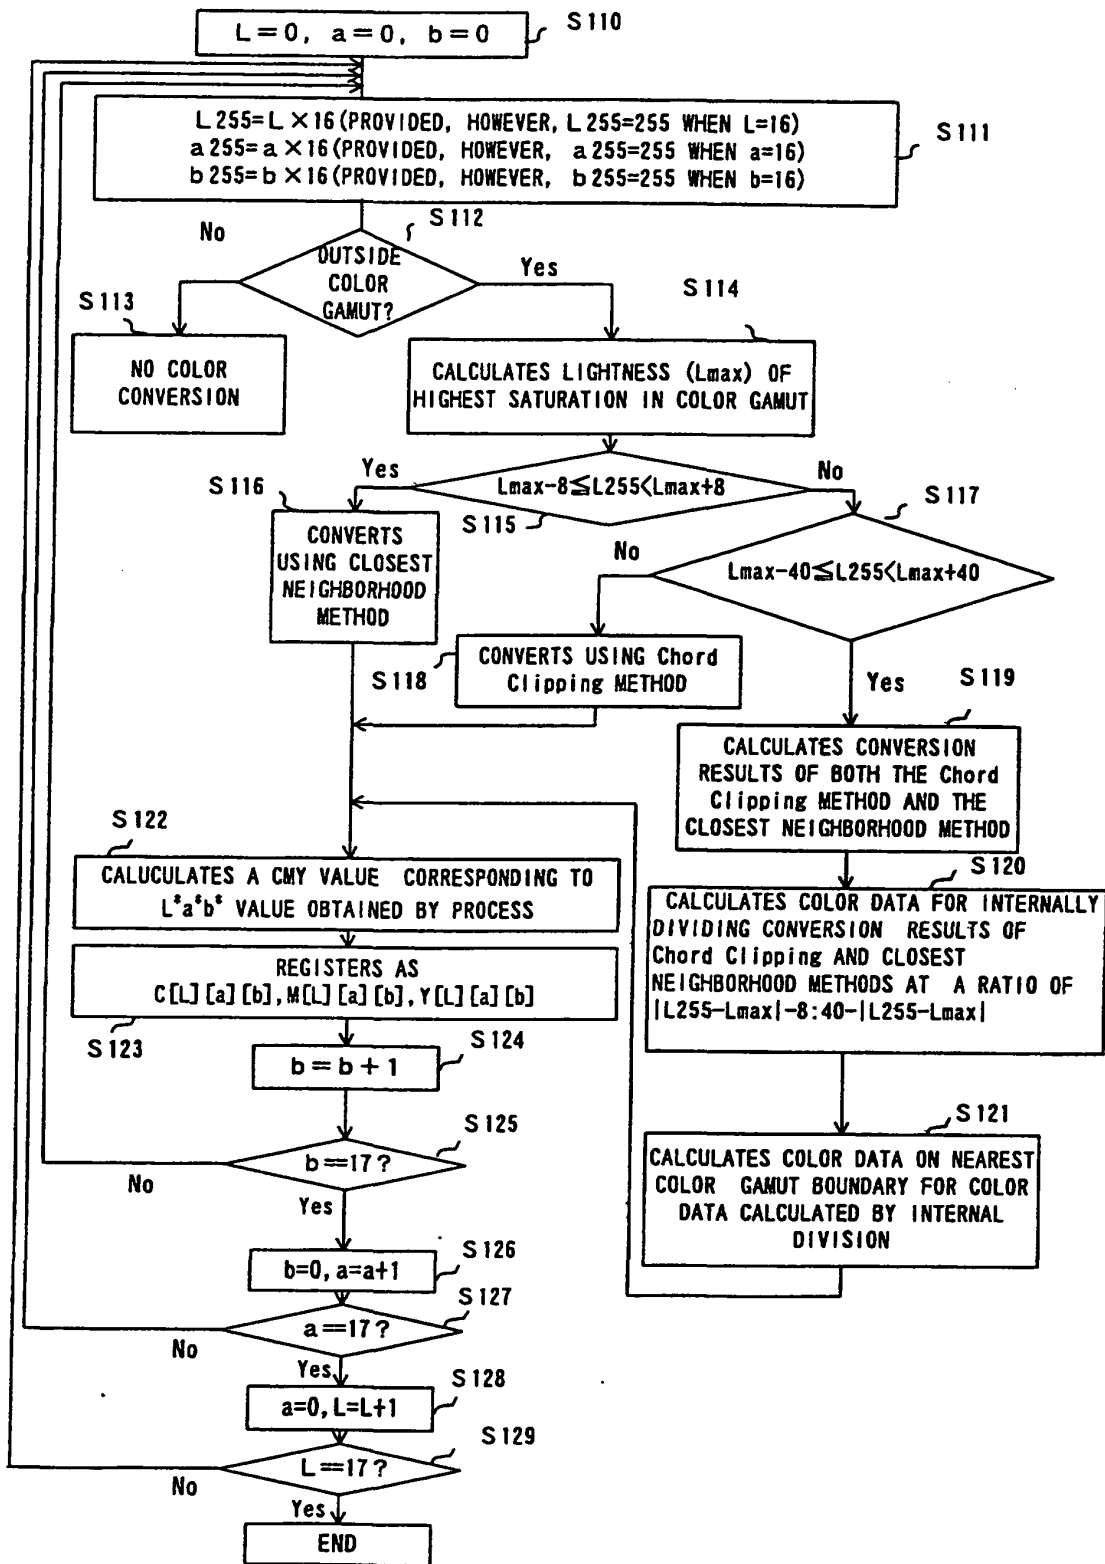 L=0, a=0, b=0
S110
L255=L×16(PROVIDED, HOWEVER, L255=255 WHEN L=16)
a255=a×16(PROVIDED, HOWEVER, a255=255 WHEN a=16)
b255=b×16(PROVIDED, HOWEVER, b255=255 WHEN b=16)
S111
No
S112
OUTSIDE
COLOR
GAMUT?
Yes
S113
NO COLOR
CONVERSION
S114
CALCULATES LIGHTNESS (Lmax) OF
HIGHEST SATURATION IN COLOR GAMUT
Yes
Lmax-8≦L255<Lmax+8
No
S115
S116
CONVERTS
USING CLOSEST
NEIGHBORHOOD
METHOD
S117
No
Lmax-40≦L255<Lmax+40
S118
CONVERTS USING Chord
Clipping METHOD
Yes
S119
CALCULATES CONVERSION
RESULTS OF BOTH THE Chord
Clipping METHOD AND THE
CLOSEST NEIGHBORHOOD METHOD
S120
CALCULATES COLOR DATA FOR INTERNALLY
DIVIDING CONVERSION RESULTS OF
Chord Clipping AND CLOSEST
NEIGHBORHOOD METHODS AT A RATIO OF
|L255-Lmax|-8:40-|L255-Lmax|
S121
CALCULATES COLOR DATA ON NEAREST
COLOR GAMUT BOUNDARY FOR COLOR
DATA CALCULATED BY INTERNAL
DIVISION
S122
CALUCULATES A CMY VALUE CORRESPONDING TO
L*a*b* VALUE OBTAINED BY PROCESS
REGISTERS AS
C[L][a][b],M[L][a][b],Y[L][a][b]
S123
S124
b=b+1
S125
b==17?
No
Yes
S126
b=0,a=a+1
S127
a==17?
No
Yes
S128
a=0,L=L+1
S129
L==17?
No
Yes
END